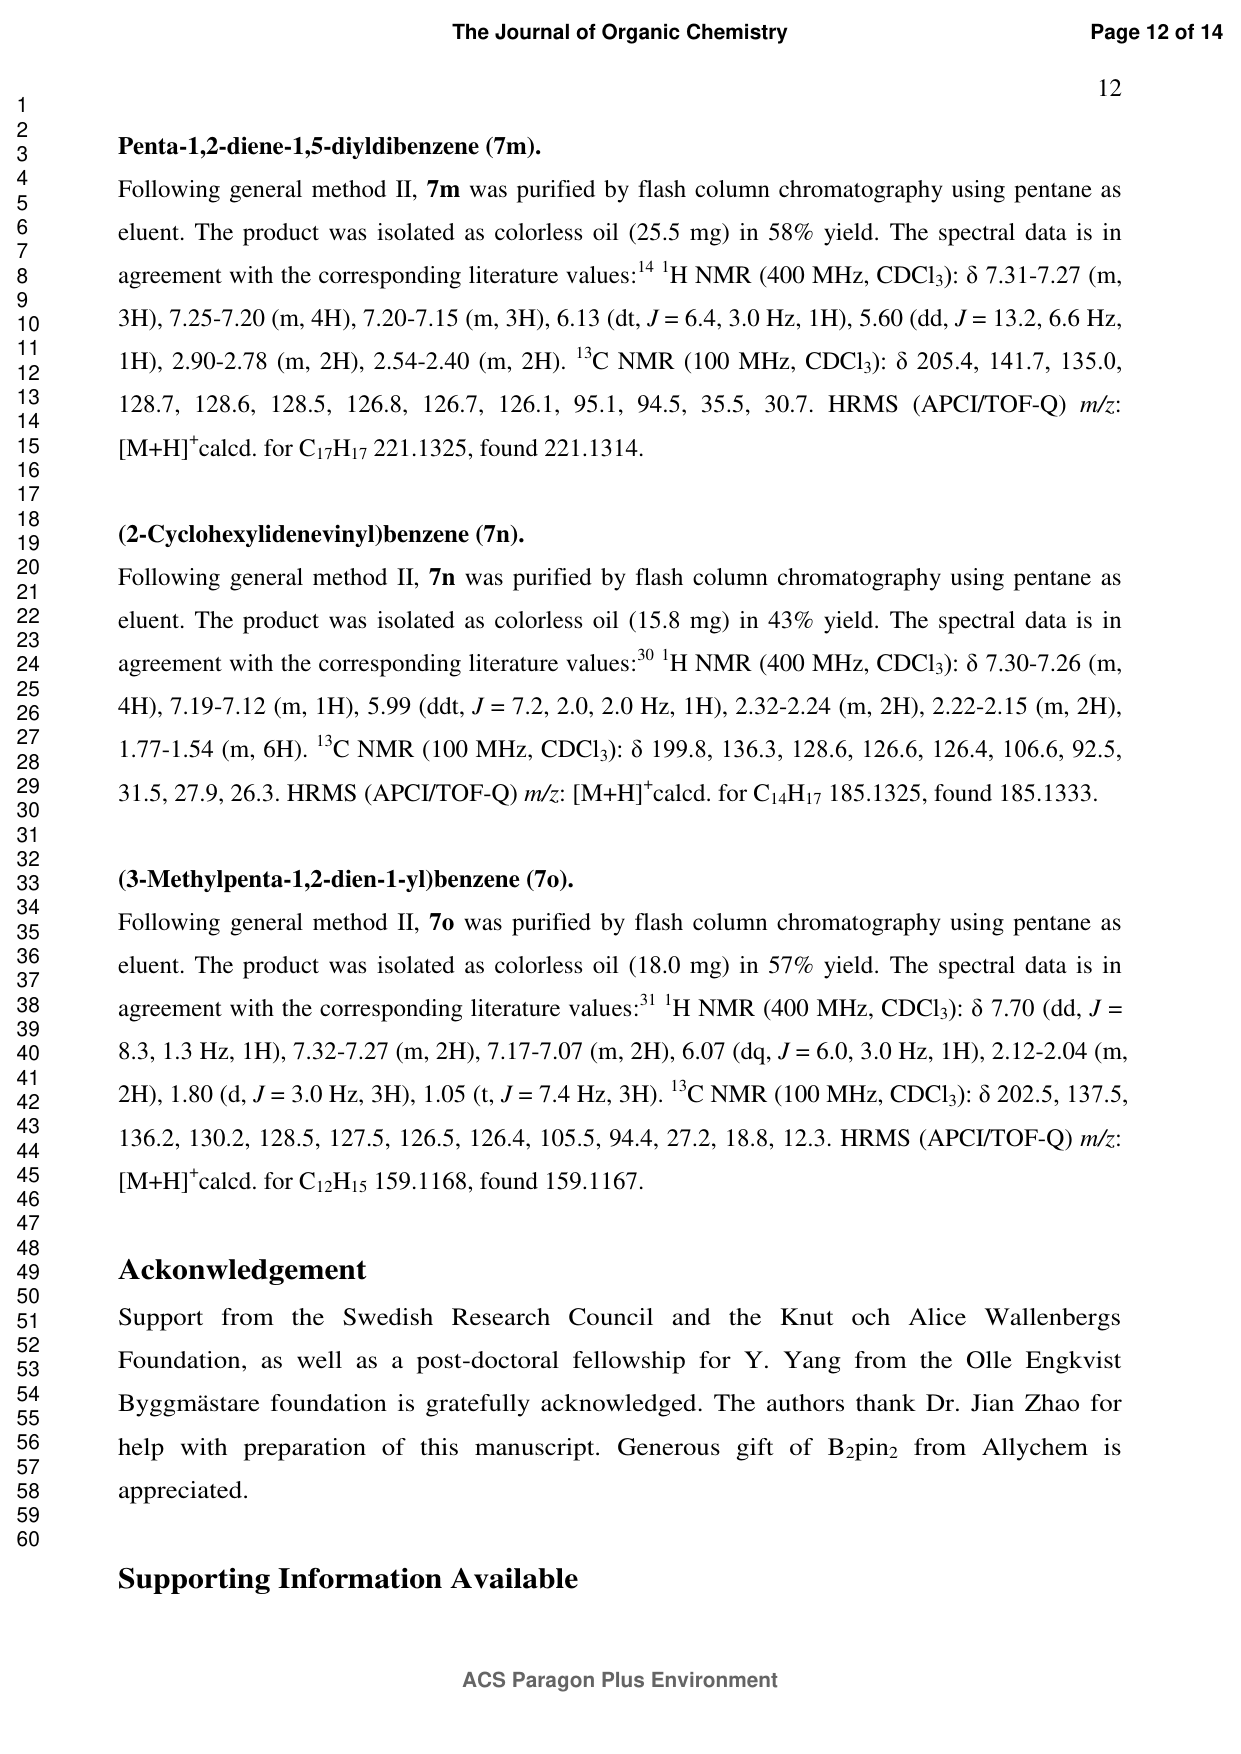 The Journal of Organic Chemistry
Page 12 of 14
12
1
2
3
4
5
6
7
8
9
10
11
12
13
14
15
16
17
18
19
20
21
22
23
24
25
26
27
28
29
30
31
32
33
34
35
36
37
38
39
40
41
42
43
44
45
46
47
48
49
50
51
52
53
54
55
56
57
58
59
60
Penta-1,2-diene-1,5-diyldibenzene (7m).
Following general method II, 7m was purified by flash column chromatography using pentane as
eluent. The product was isolated as colorless oil (25.5 mg) in 58% yield. The spectral data is in
agreement with the corresponding literature values:¹⁴ ¹H NMR (400 MHz, CDCl₃): δ 7.31-7.27 (m,
3H), 7.25-7.20 (m, 4H), 7.20-7.15 (m, 3H), 6.13 (dt, J = 6.4, 3.0 Hz, 1H), 5.60 (dd, J = 13.2, 6.6 Hz,
1H), 2.90-2.78 (m, 2H), 2.54-2.40 (m, 2H). ¹³C NMR (100 MHz, CDCl₃): δ 205.4, 141.7, 135.0,
128.7, 128.6, 128.5, 126.8, 126.7, 126.1, 95.1, 94.5, 35.5, 30.7. HRMS (APCI/TOF-Q) m/z:
[M+H]⁺calcd. for C₁₇H₁₇ 221.1325, found 221.1314.
(2-Cyclohexylidenevinyl)benzene (7n).
Following general method II, 7n was purified by flash column chromatography using pentane as
eluent. The product was isolated as colorless oil (15.8 mg) in 43% yield. The spectral data is in
agreement with the corresponding literature values:³⁰ ¹H NMR (400 MHz, CDCl₃): δ 7.30-7.26 (m,
4H), 7.19-7.12 (m, 1H), 5.99 (ddt, J = 7.2, 2.0, 2.0 Hz, 1H), 2.32-2.24 (m, 2H), 2.22-2.15 (m, 2H),
1.77-1.54 (m, 6H). ¹³C NMR (100 MHz, CDCl₃): δ 199.8, 136.3, 128.6, 126.6, 126.4, 106.6, 92.5,
31.5, 27.9, 26.3. HRMS (APCI/TOF-Q) m/z: [M+H]⁺calcd. for C₁₄H₁₇ 185.1325, found 185.1333.
(3-Methylpenta-1,2-dien-1-yl)benzene (7o).
Following general method II, 7o was purified by flash column chromatography using pentane as
eluent. The product was isolated as colorless oil (18.0 mg) in 57% yield. The spectral data is in
agreement with the corresponding literature values:³¹ ¹H NMR (400 MHz, CDCl₃): δ 7.70 (dd, J =
8.3, 1.3 Hz, 1H), 7.32-7.27 (m, 2H), 7.17-7.07 (m, 2H), 6.07 (dq, J = 6.0, 3.0 Hz, 1H), 2.12-2.04 (m,
2H), 1.80 (d, J = 3.0 Hz, 3H), 1.05 (t, J = 7.4 Hz, 3H). ¹³C NMR (100 MHz, CDCl₃): δ 202.5, 137.5,
136.2, 130.2, 128.5, 127.5, 126.5, 126.4, 105.5, 94.4, 27.2, 18.8, 12.3. HRMS (APCI/TOF-Q) m/z:
[M+H]⁺calcd. for C₁₂H₁₅ 159.1168, found 159.1167.
Ackonwledgement
Support from the Swedish Research Council and the Knut och Alice Wallenbergs
Foundation, as well as a post-doctoral fellowship for Y. Yang from the Olle Engkvist
Byggmästare foundation is gratefully acknowledged. The authors thank Dr. Jian Zhao for
help with preparation of this manuscript. Generous gift of B₂pin₂ from Allychem is
appreciated.
Supporting Information Available
ACS Paragon Plus Environment